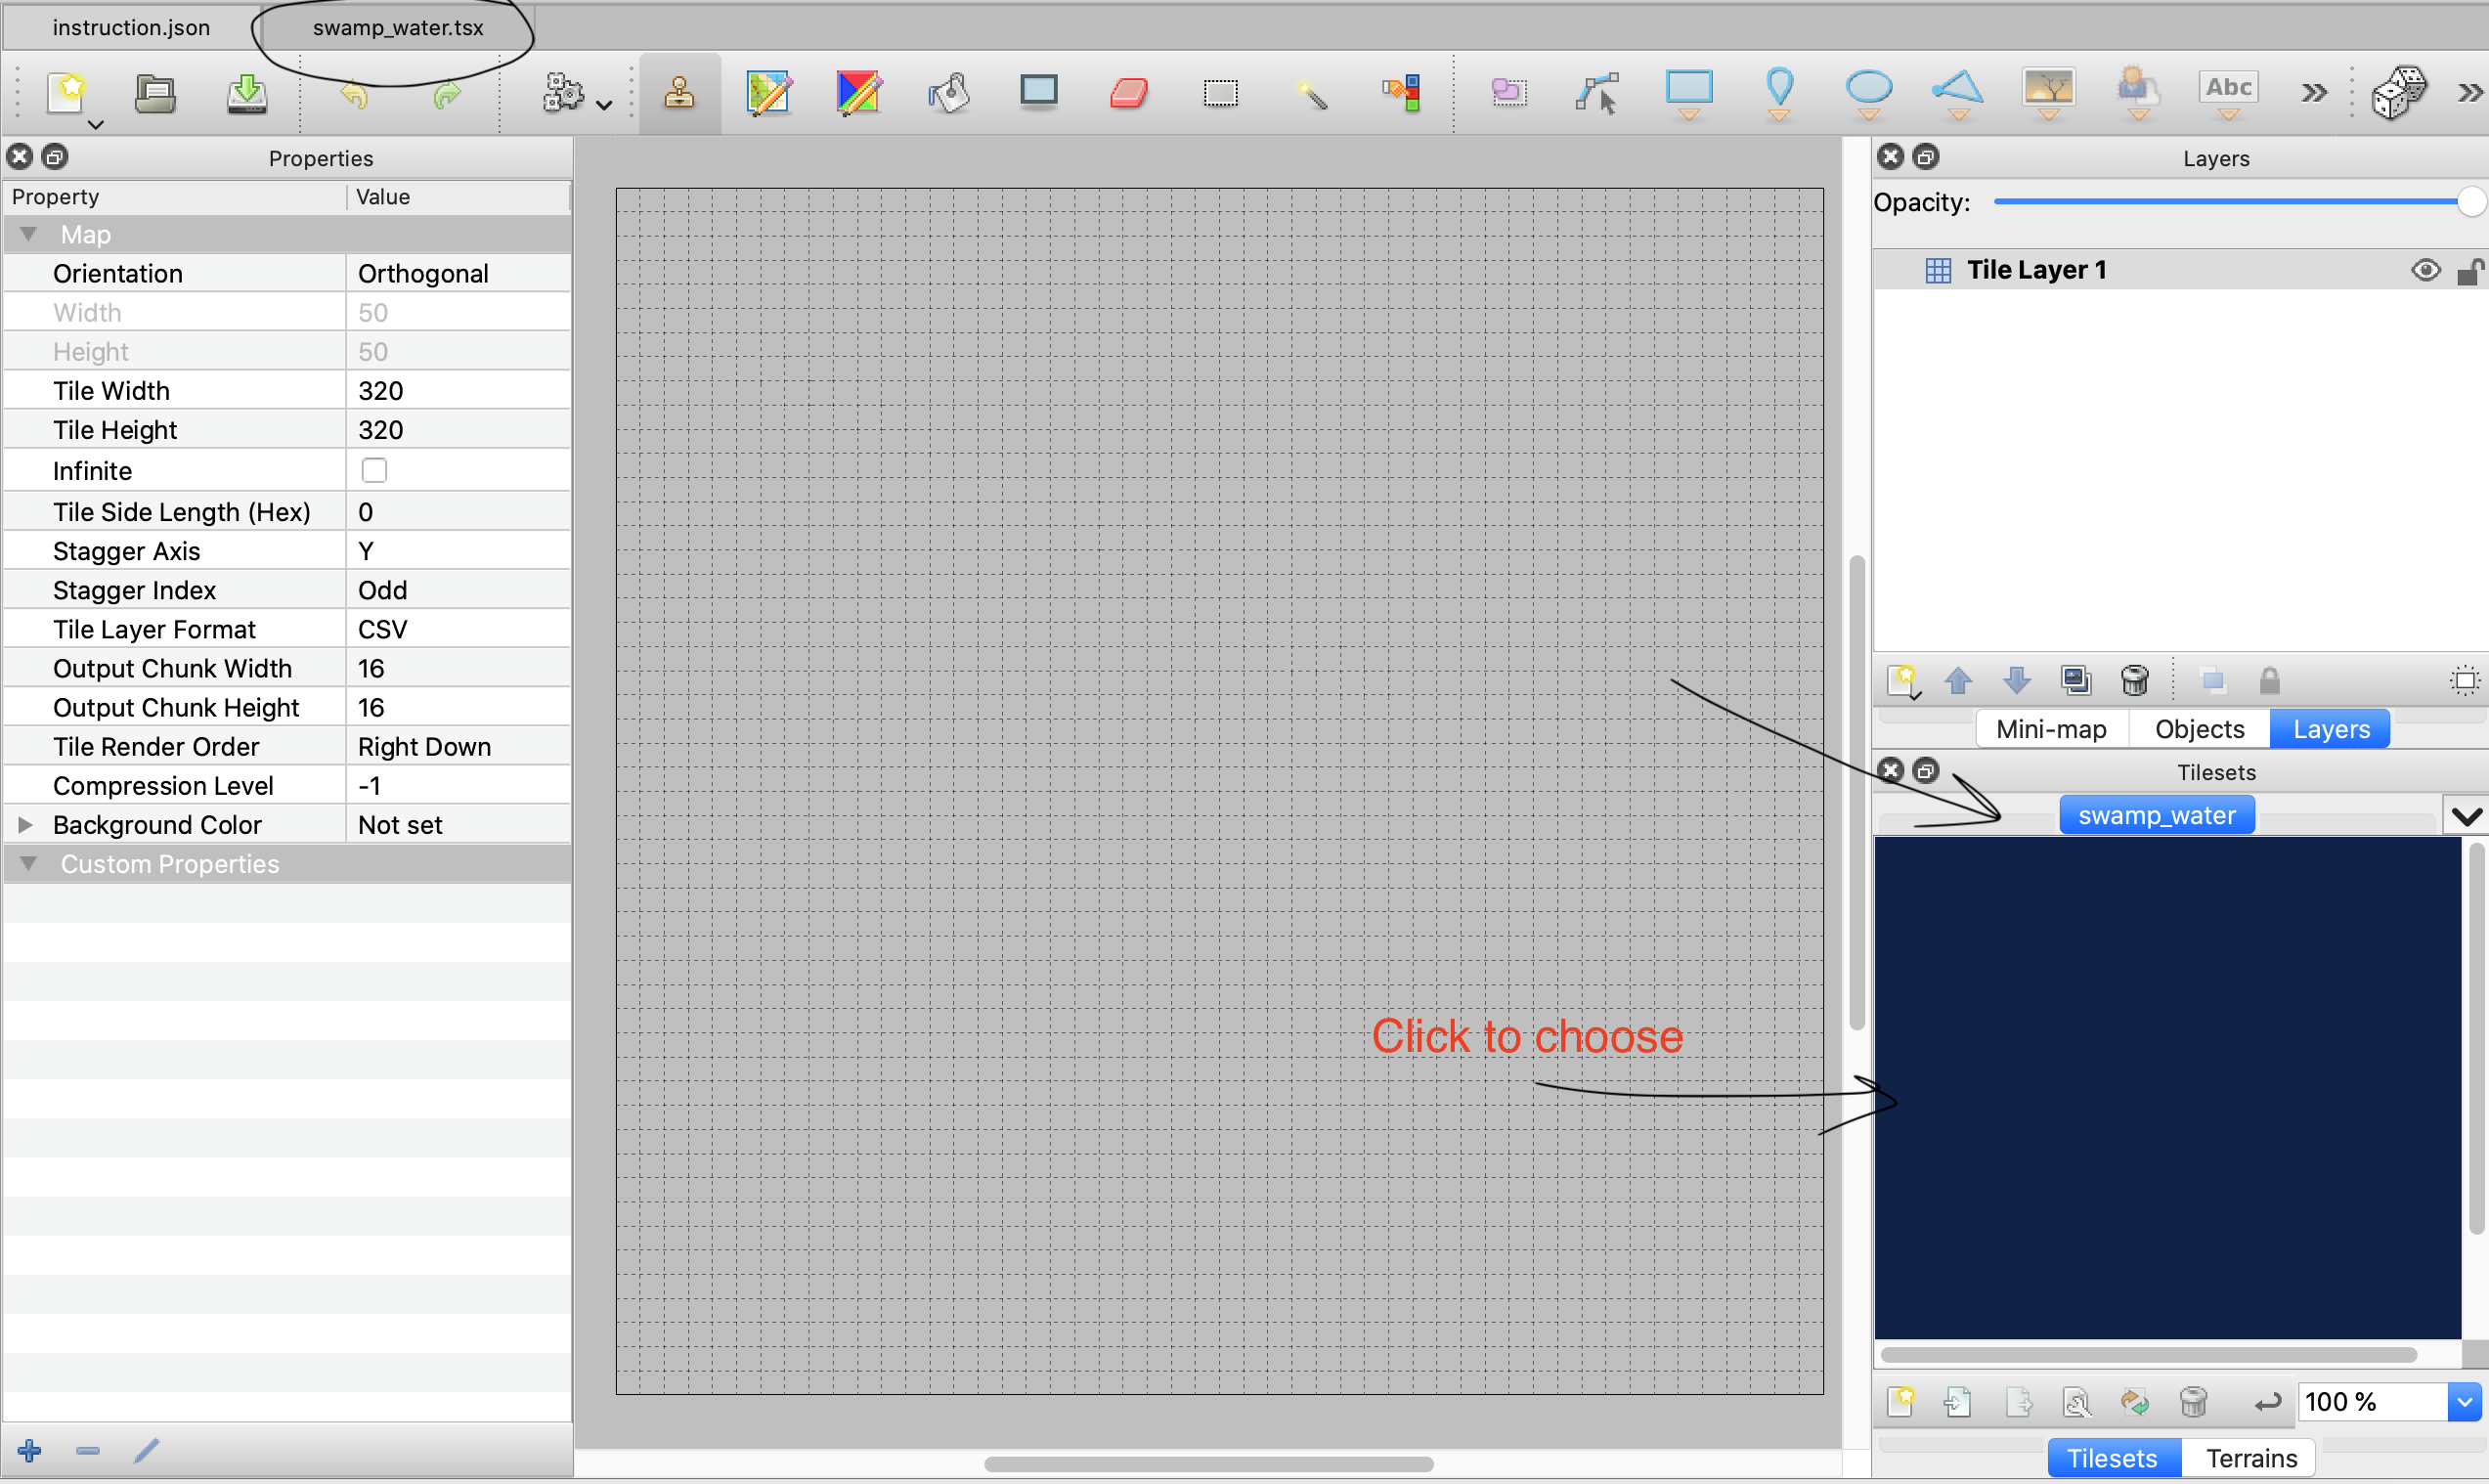 instruction.json
swamp_water.tsx
Abc
Properties
Property Value
Map
Orientation Orthogonal
Width 50
Height 50
Tile Width 320
Tile Height 320
Infinite
Tile Side Length (Hex) 0
Stagger Axis Y
Stagger Index Odd
Tile Layer Format CSV
Output Chunk Width 16
Output Chunk Height 16
Tile Render Order Right Down
Compression Level -1
Background Color Not set
Custom Properties
Click to choose
Layers
Opacity:
Tile Layer 1
Mini-map Objects Layers
Tilesets
swamp_water
100 %
Tilesets Terrains